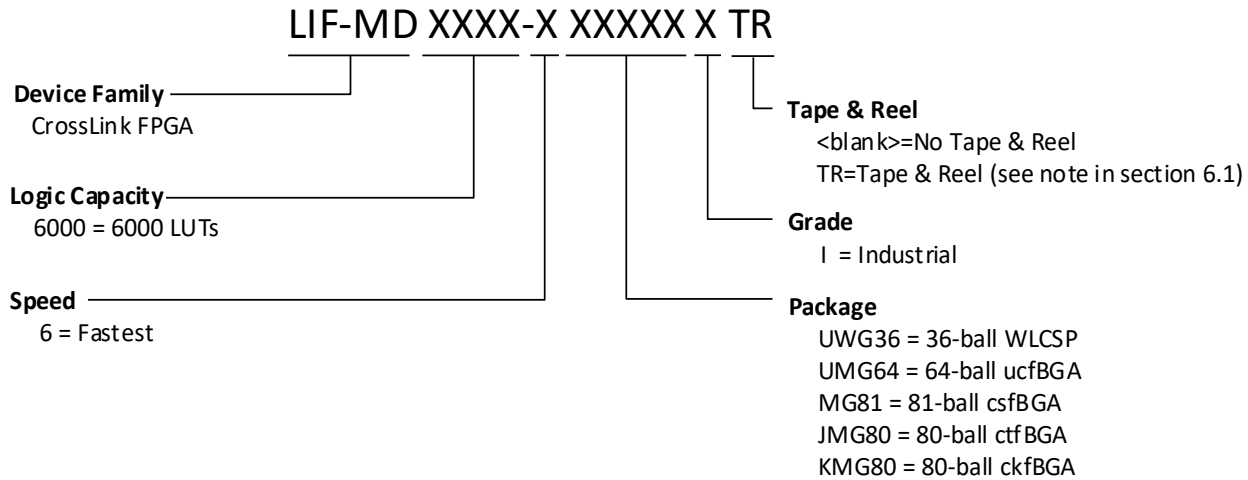 LIF-MD XXXX-X XXXXX X TR
Device Family
CrossLink FPGA
Logic Capacity
6000 = 6000 LUTs
Speed
6 = Fastest
Tape & Reel
<blank>=No Tape & Reel
TR=Tape & Reel (see note in section 6.1)
Grade
I = Industrial
Package
UWG36 = 36-ball WLCSP
UMG64 = 64-ball ucfBGA
MG81 = 81-ball csfBGA
JMG80 = 80-ball ctfBGA
KMG80 = 80-ball ckfBGA